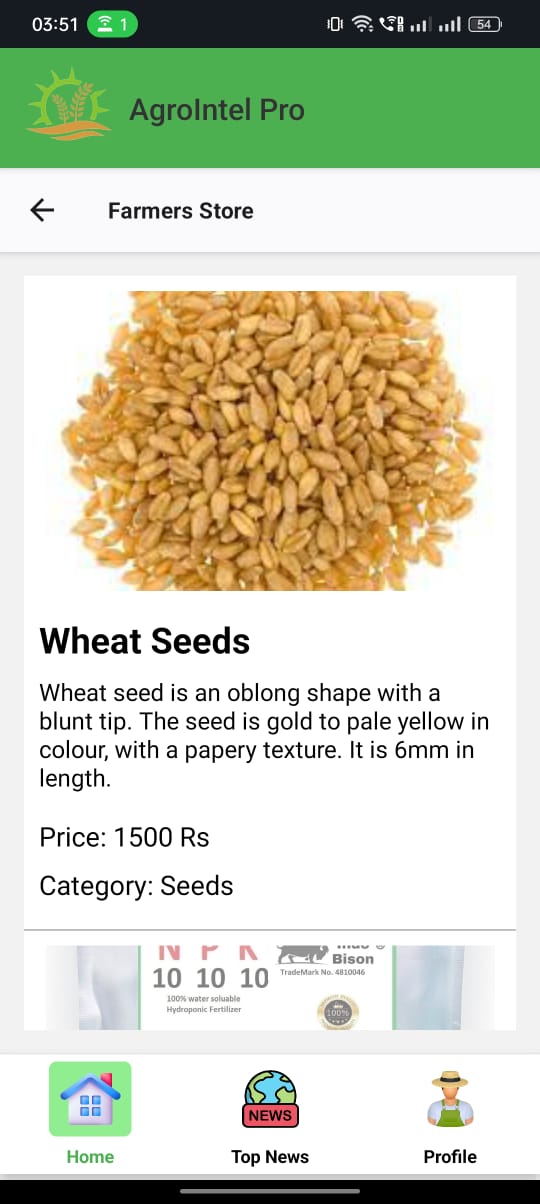 03:51 1 54
AgroIntel Pro
Farmers Store
Wheat Seeds
Wheat seed is an oblong shape with a
blunt tip. The seed is gold to pale yellow in
colour, with a papery texture. It is 6mm in
length.
Price: 1500 Rs
Category: Seeds
N P K
Bison
10 10 10 TradeMark No. 4810046
100% water soluable
Hydroponic Fertilizer
100%
NEWS
Home Top News Profile